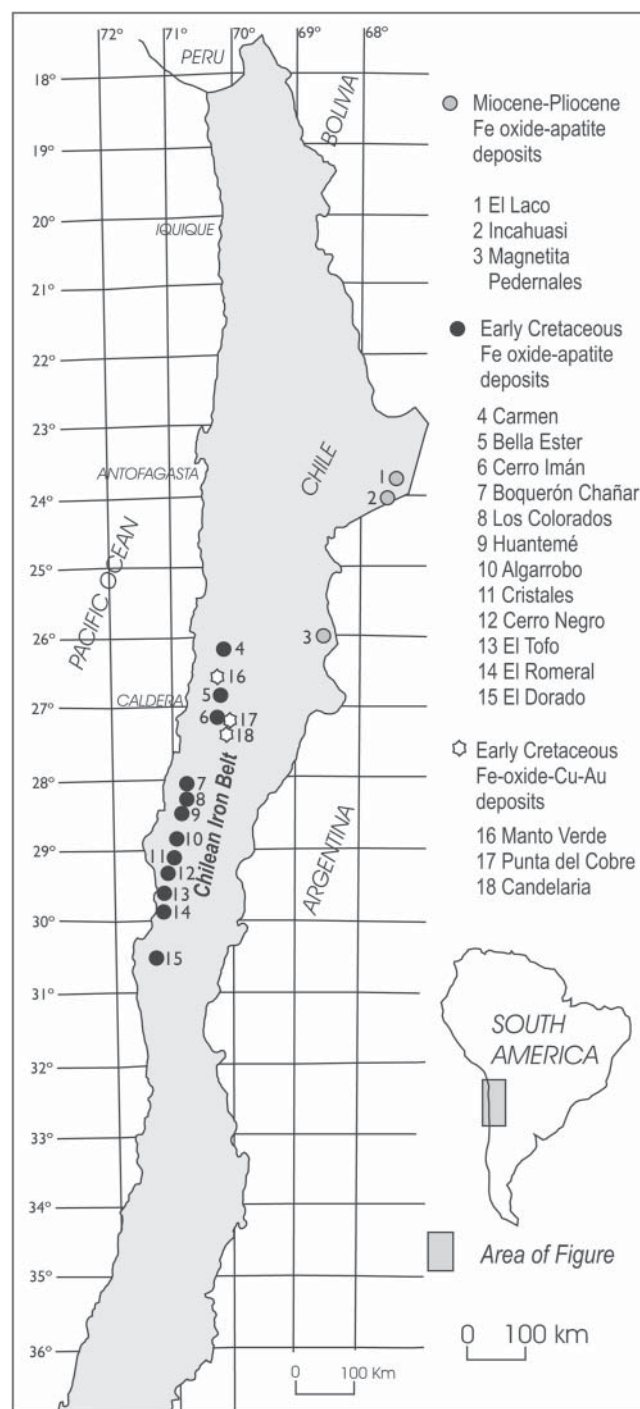 72° 71° 70° 69° 68°
PERU
BOLIVIA
18°
19°
20°
IQUIQUE
21°
22°
23°
CHILE
ANTOFAGASTA
1
24°
2
PACIFIC OCEAN
25°
26°
3
4
16
CALDERA
5
27°
6
17
18
Chilean Iron Belt
28°
7
8
9
ARGENTINA
10
29°
11
12
13
30°
14
15
31°
32°
33°
34°
35°
36°
0 100 km
Miocene-Pliocene
Fe oxide-apatite
deposits
1 El Laco
2 Incahuasi
3 Magnetita
Pedernales
Early Cretaceous
Fe oxide-apatite
deposits
4 Carmen
5 Bella Ester
6 Cerro Imán
7 Boquerón Chañar
8 Los Colorados
9 Huantemé
10 Algarrobo
11 Cristales
12 Cerro Negro
13 El Tofo
14 El Romeral
15 El Dorado
Early Cretaceous
Fe-oxide-Cu-Au
deposits
16 Manto Verde
17 Punta del Cobre
18 Candelaria
SOUTH
AMERICA
Area of Figure
0 100 km